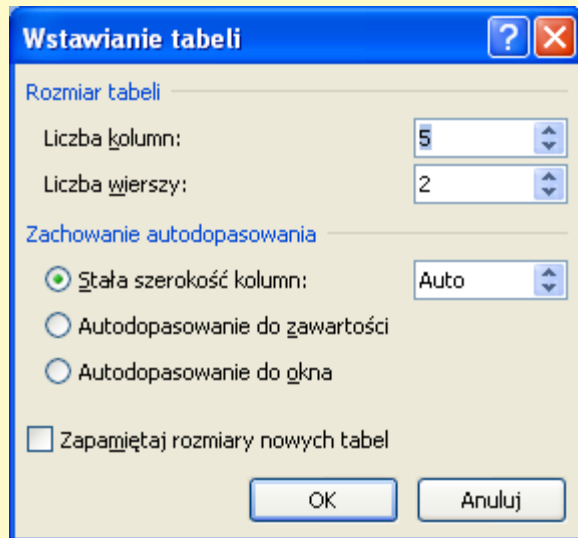 Wstawianie tabeli
Rozmiar tabeli
Liczba kolumn: 5
Liczba wierszy: 2
Zachowanie autodopasowania
Stała szerokość kolumn: Auto
Autodopasowanie do zawartości
Autodopasowanie do okna
Zapamiętaj rozmiary nowych tabel
OK Anuluj